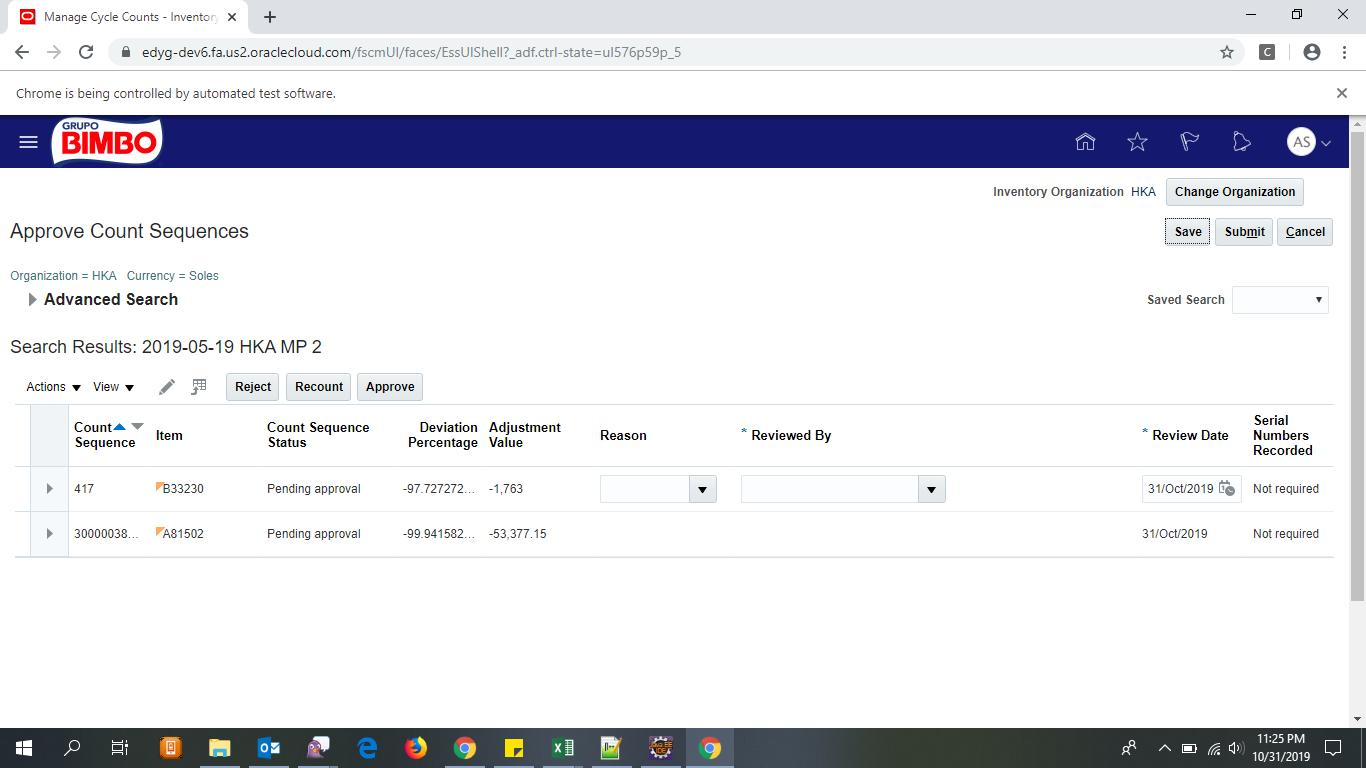 Manage Cycle Counts - Inventory
edyg-dev6.fa.us2.oraclecloud.com/fscmUI/faces/EssUIShell?_adf.ctrl-state=ul576p59p_5
C
Chrome is being controlled by automated test software.
GRUPO
BIMBO
AS
Inventory Organization HKA Change Organization
Approve Count Sequences Save Submit Cancel
Organization = HKA Currency = Soles
Advanced Search Saved Search
Search Results: 2019-05-19 HKA MP 2
Actions View Reject Recount Approve
Count Sequence Item Count Sequence Status Deviation Percentage Adjustment Value Reason * Reviewed By * Review Date Serial Numbers Recorded
417 B33230 Pending approval -97.727272... -1,763 31/Oct/2019 Not required
30000038... A81502 Pending approval -99.941582... -53,377.15 31/Oct/2019 Not required
11:25 PM
10/31/2019